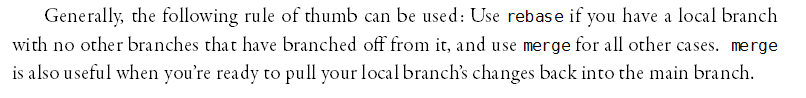 Generally, the following rule of thumb can be used: Use rebase if you have a local branch
with no other branches that have branched off from it, and use merge for all other cases. merge
is also useful when you’re ready to pull your local branch’s changes back into the main branch.